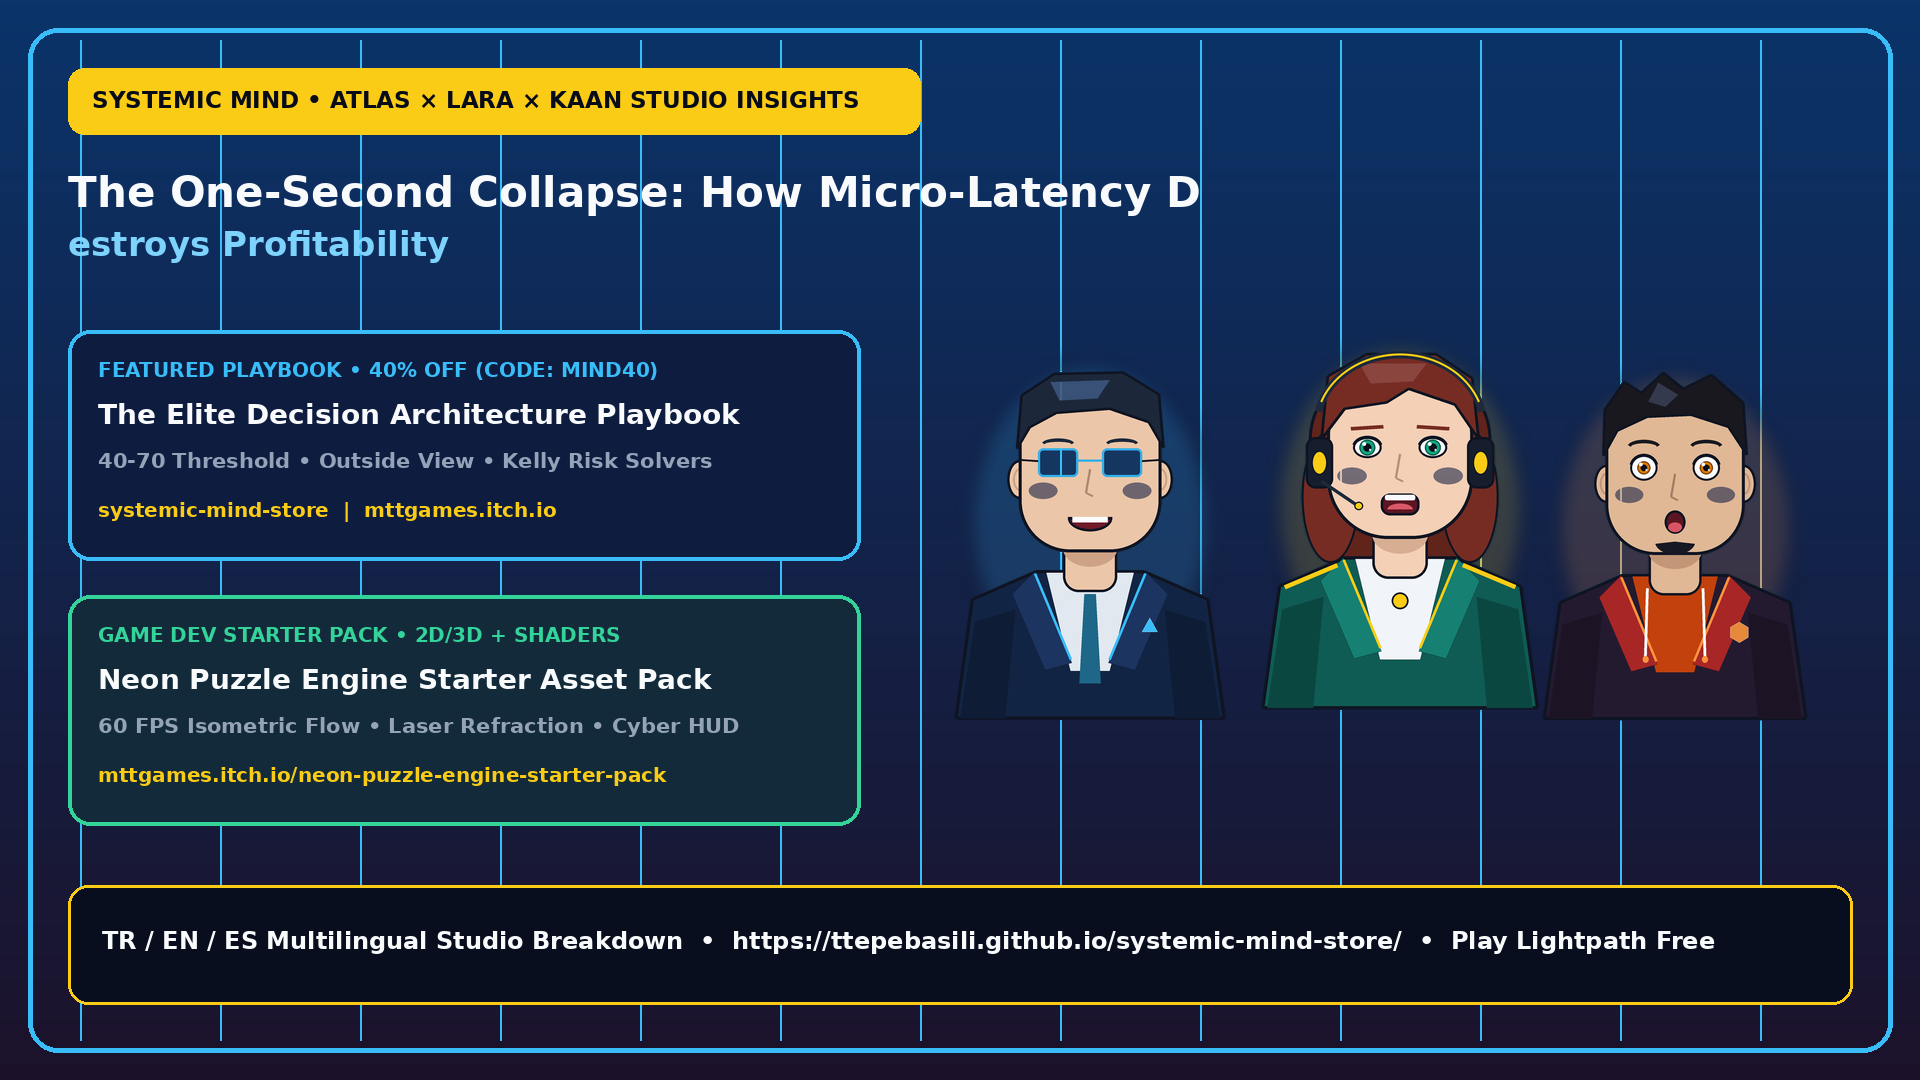 SYSTEMIC MIND • ATLAS × LARA × KAAN STUDIO INSIGHTS
The One-Second Collapse: How Micro-Latency D
estroys Profitability
FEATURED PLAYBOOK • 40% OFF (CODE: MIND40)
The Elite Decision Architecture Playbook
40-70 Threshold • Outside View • Kelly Risk Solvers
systemic-mind-store | mttgames.itch.io
GAME DEV STARTER PACK • 2D/3D + SHADERS
Neon Puzzle Engine Starter Asset Pack
60 FPS Isometric Flow • Laser Refraction • Cyber HUD
mttgames.itch.io/neon-puzzle-engine-starter-pack
TR / EN / ES Multilingual Studio Breakdown • https://ttepebasili.github.io/systemic-mind-store/ • Play Lightpath Free